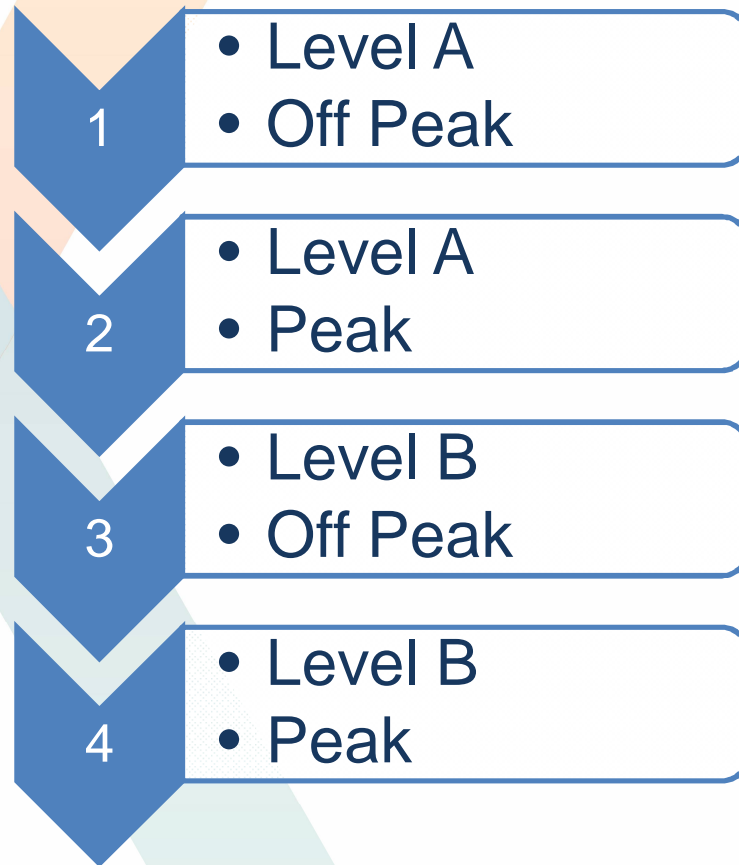 1
• Level A
• Off Peak
2
• Level A
• Peak
3
• Level B
• Off Peak
4
• Level B
• Peak